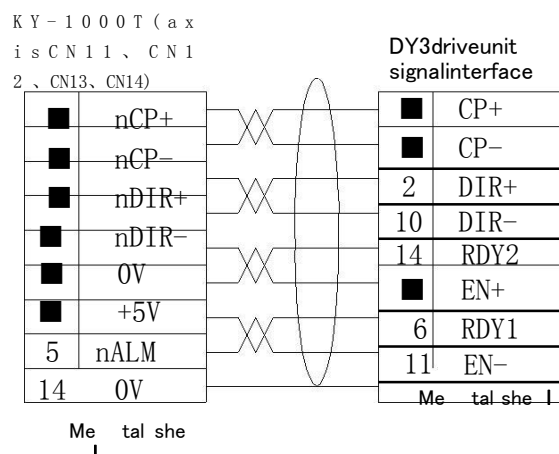 KY-1000T(ax
isCN11、CN1
2、CN13、CN14)
DY3driveunit
signalinterface
■ nCP+
■ nCP-
■ nDIR+
■ nDIR-
■ 0V
■ +5V
5 nALM
14 0V
Me tal she l
■ CP+
■ CP-
2 DIR+
10 DIR-
14 RDY2
■ EN+
6 RDY1
11 EN-
Me tal she l